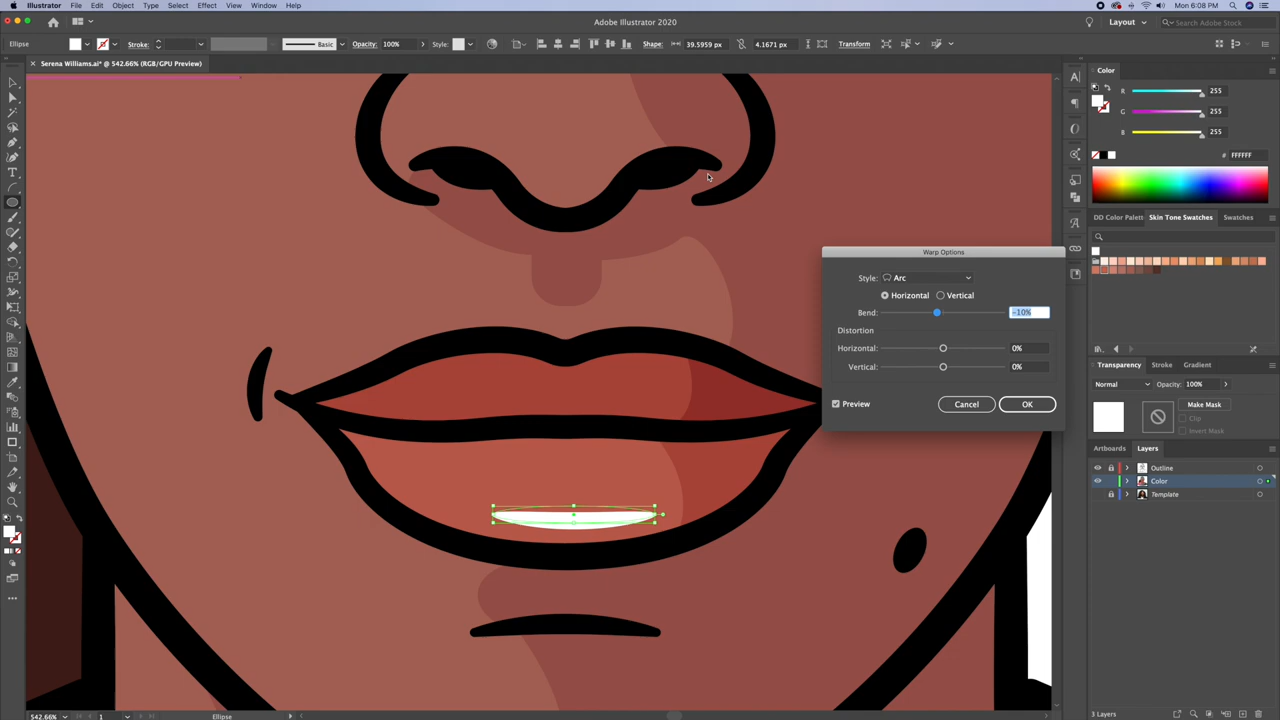 Illustrator File Edit Object Type Select Effect View Window Help
Mon 6:08 PM
Adobe Illustrator 2020
Layout
Search Adobe Stock
Ellipse
Stroke:
Basic
Opacity: 100%
Style:
Shape:
39.5959 px
4.1671 px
Transform
× Serena Williams.ai* @ 542.66% (RGB/GPU Preview)
Color
R 255
G 255
B 255
# FFFFFF
DD Color Palett Skin Tone Swatches Swatches
Warp Options
Style: Arc
Horizontal Vertical
Bend: -10%
Distortion
Horizontal: 0%
Vertical: 0%
Preview
Cancel
OK
Transparency Stroke Gradient
Normal
Opacity: 100%
Make Mask
Clip
Invert Mask
Artboards Layers
Outline
Color
Template
3 Layers
542.66%
1
Ellipse